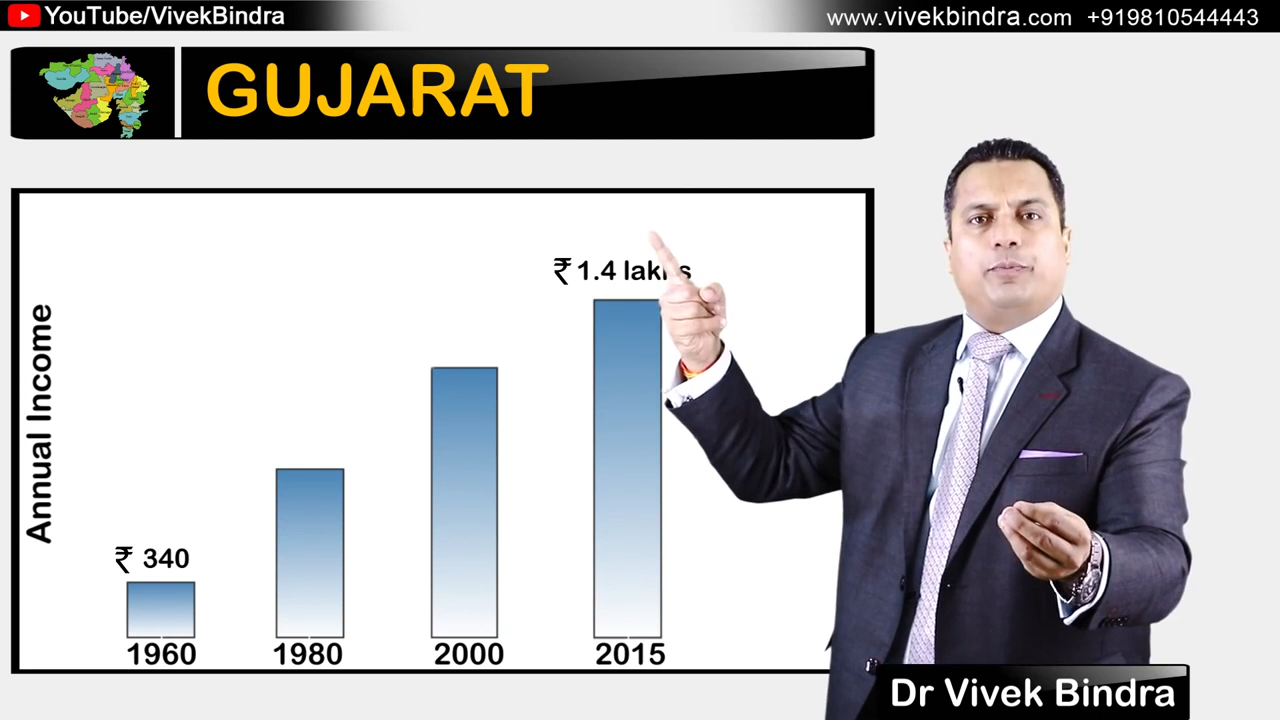 YouTube/VivekBindra
www.vivekbindra.com +919810544443
GUJARAT
Annual Income
₹ 1.4 lakhs
₹ 340
1960 1980 2000 2015
Dr Vivek Bindra